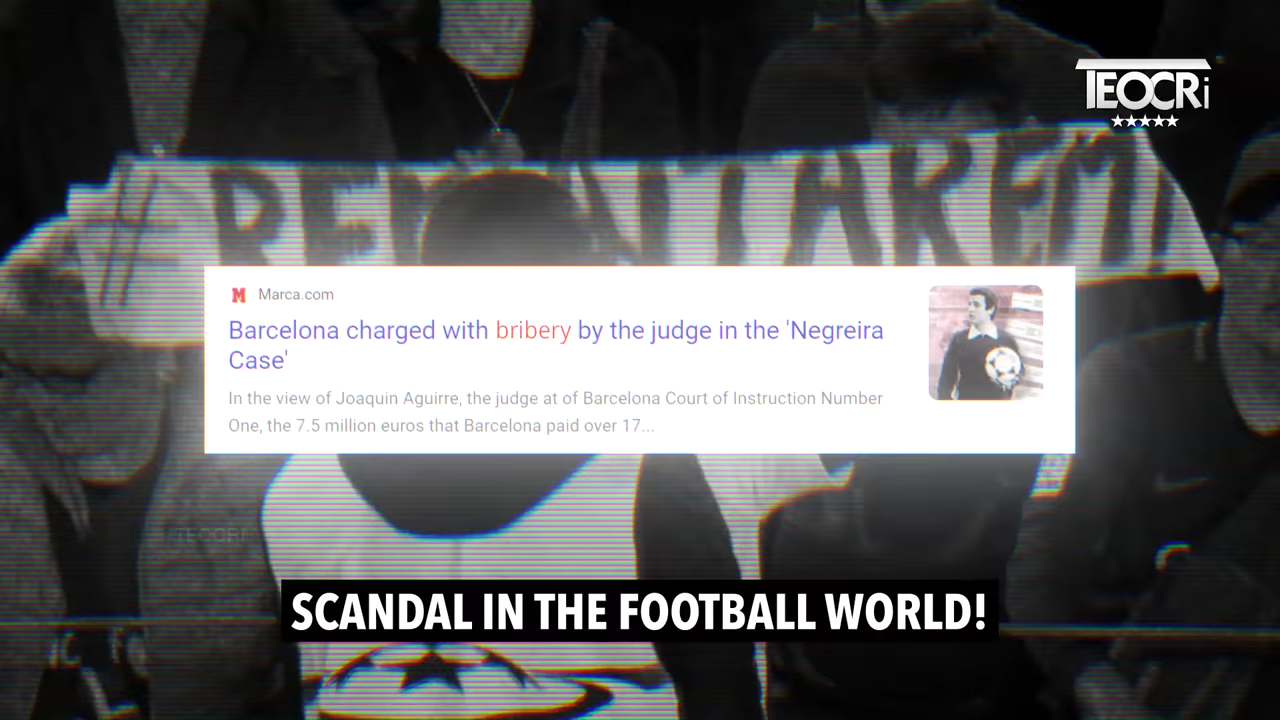 TEOCRi
Marca.com
Barcelona charged with bribery by the judge in the 'Negreira
Case'
In the view of Joaquin Aguirre, the judge at of Barcelona Court of Instruction Number
One, the 7.5 million euros that Barcelona paid over 17...
TEOCRi
SCANDAL IN THE FOOTBALL WORLD!